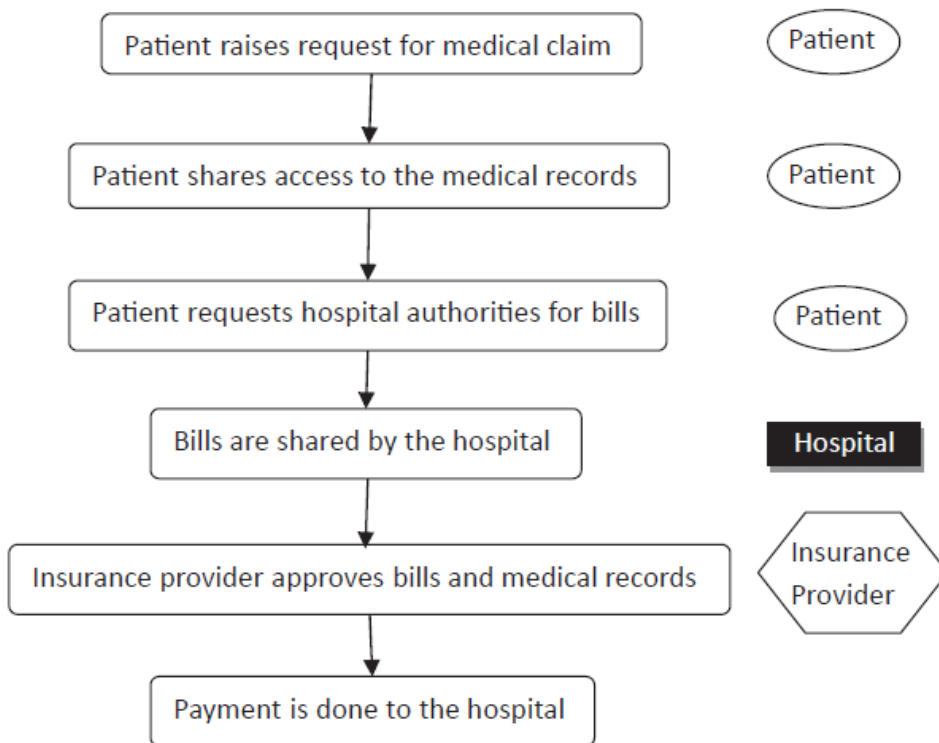 Patient raises request for medical claim
Patient
Patient shares access to the medical records
Patient
Patient requests hospital authorities for bills
Patient
Bills are shared by the hospital
Hospital
Insurance provider approves bills and medical records
Insurance
Provider
Payment is done to the hospital